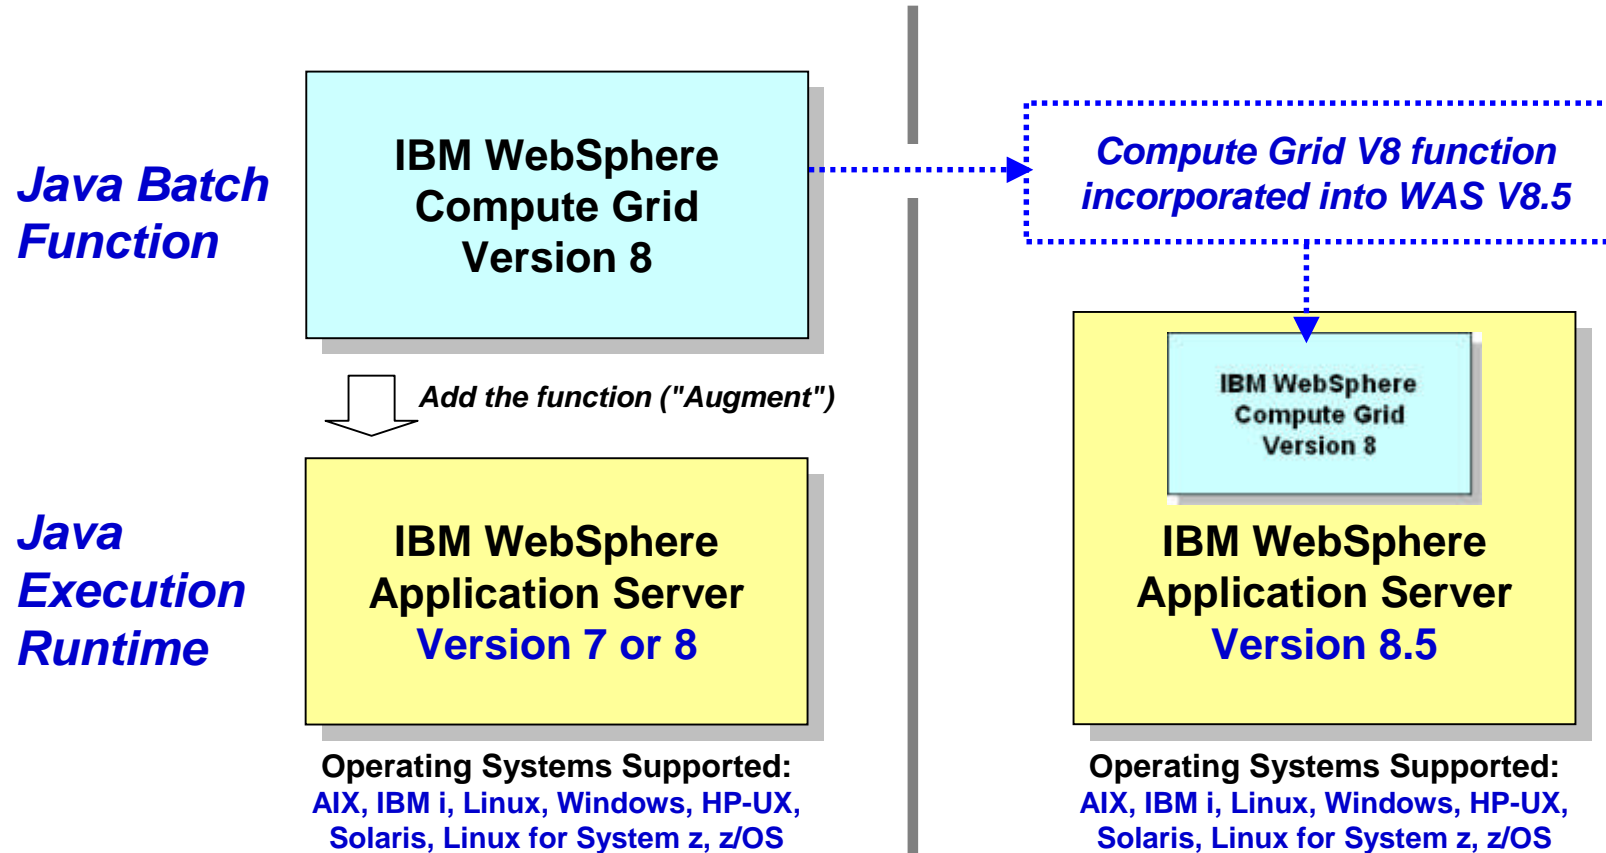 Java Batch
Function
IBM WebSphere
Compute Grid
Version 8
Add the function ("Augment")
Java
Execution
Runtime
IBM WebSphere
Application Server
Version 7 or 8
Operating Systems Supported:
AIX, IBM i, Linux, Windows, HP-UX,
Solaris, Linux for System z, z/OS
Compute Grid V8 function
incorporated into WAS V8.5
IBM WebSphere
Compute Grid
Version 8
IBM WebSphere
Application Server
Version 8.5
Operating Systems Supported:
AIX, IBM i, Linux, Windows, HP-UX,
Solaris, Linux for System z, z/OS